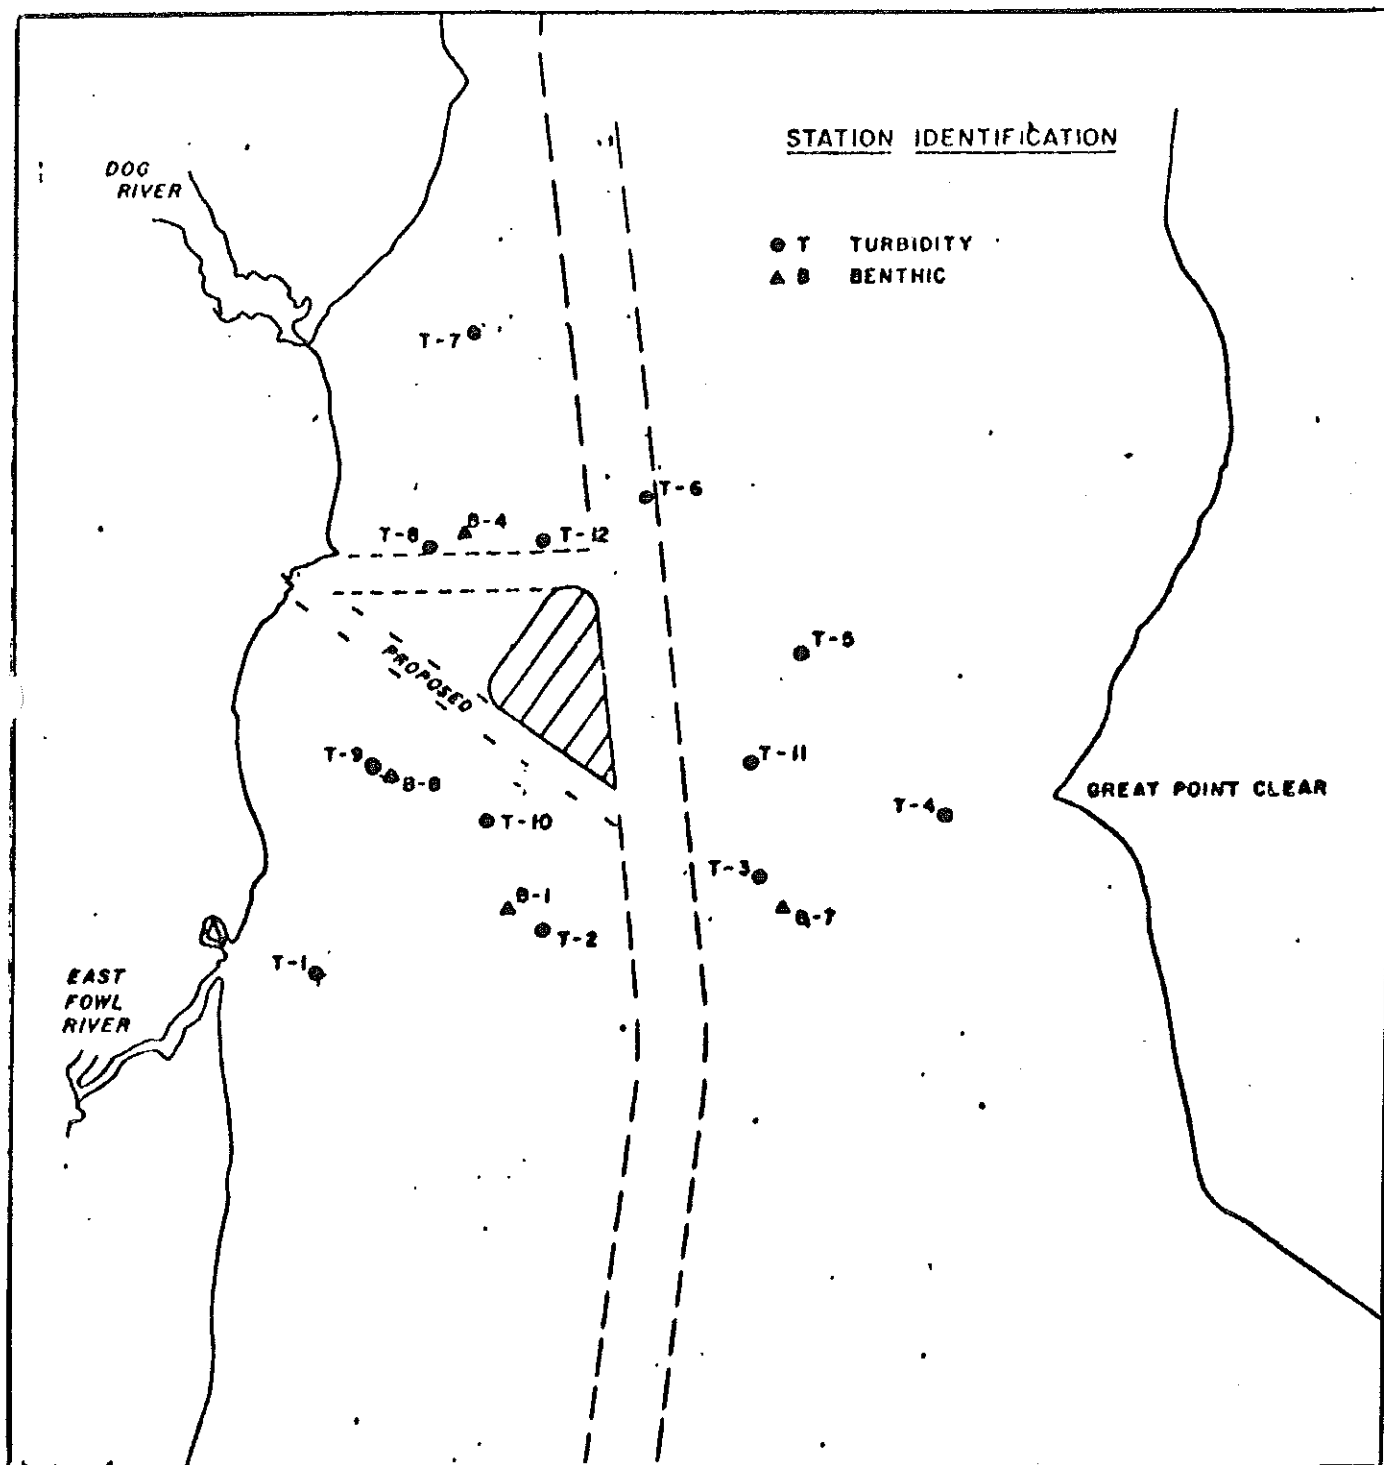 STATION IDENTIFICATION
T TURBIDITY
B BENTHIC
DOG
RIVER
T-7
T-6
T-8
B-4
T-12
T-5
PROPOSED
T-9
T-11
T-10
T-4
GREAT POINT CLEAR
T-3
B-1
T-2
T-1
EAST
FOWL
RIVER